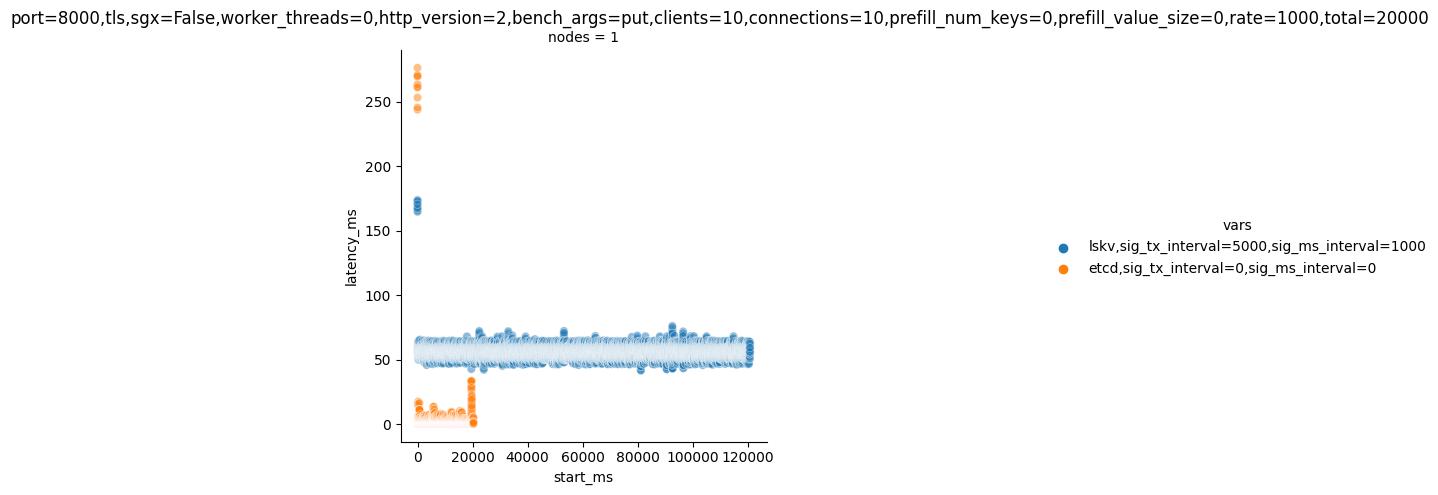 port=8000,tls,sgx=False,worker_threads=0,http_version=2,bench_args=put,clients=10,connections=10,prefill_num_keys=0,prefill_value_size=0,rate=1000,total=20000
nodes = 1
250
200
150
100
50
0
latency_ms
0 20000 40000 60000 80000 100000 120000
start_ms
vars
lskv,sig_tx_interval=5000,sig_ms_interval=1000
etcd,sig_tx_interval=0,sig_ms_interval=0